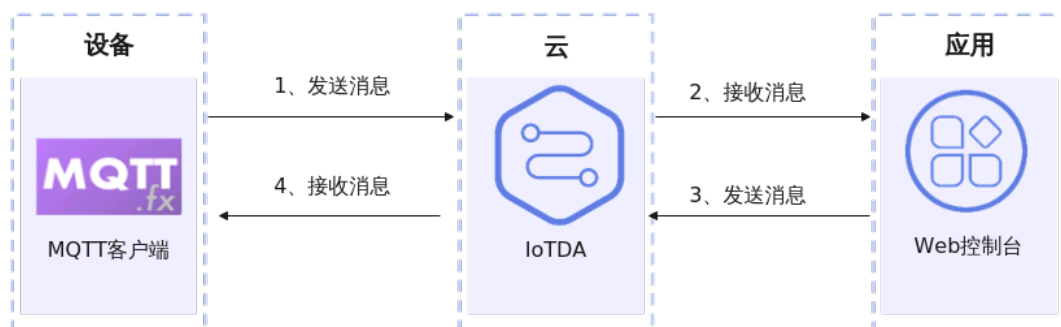 设备
云
应用
1、发送消息
2、接收消息
MQTT
.fx
4、接收消息
3、发送消息
MQTT客户端
IoTDA
Web控制台